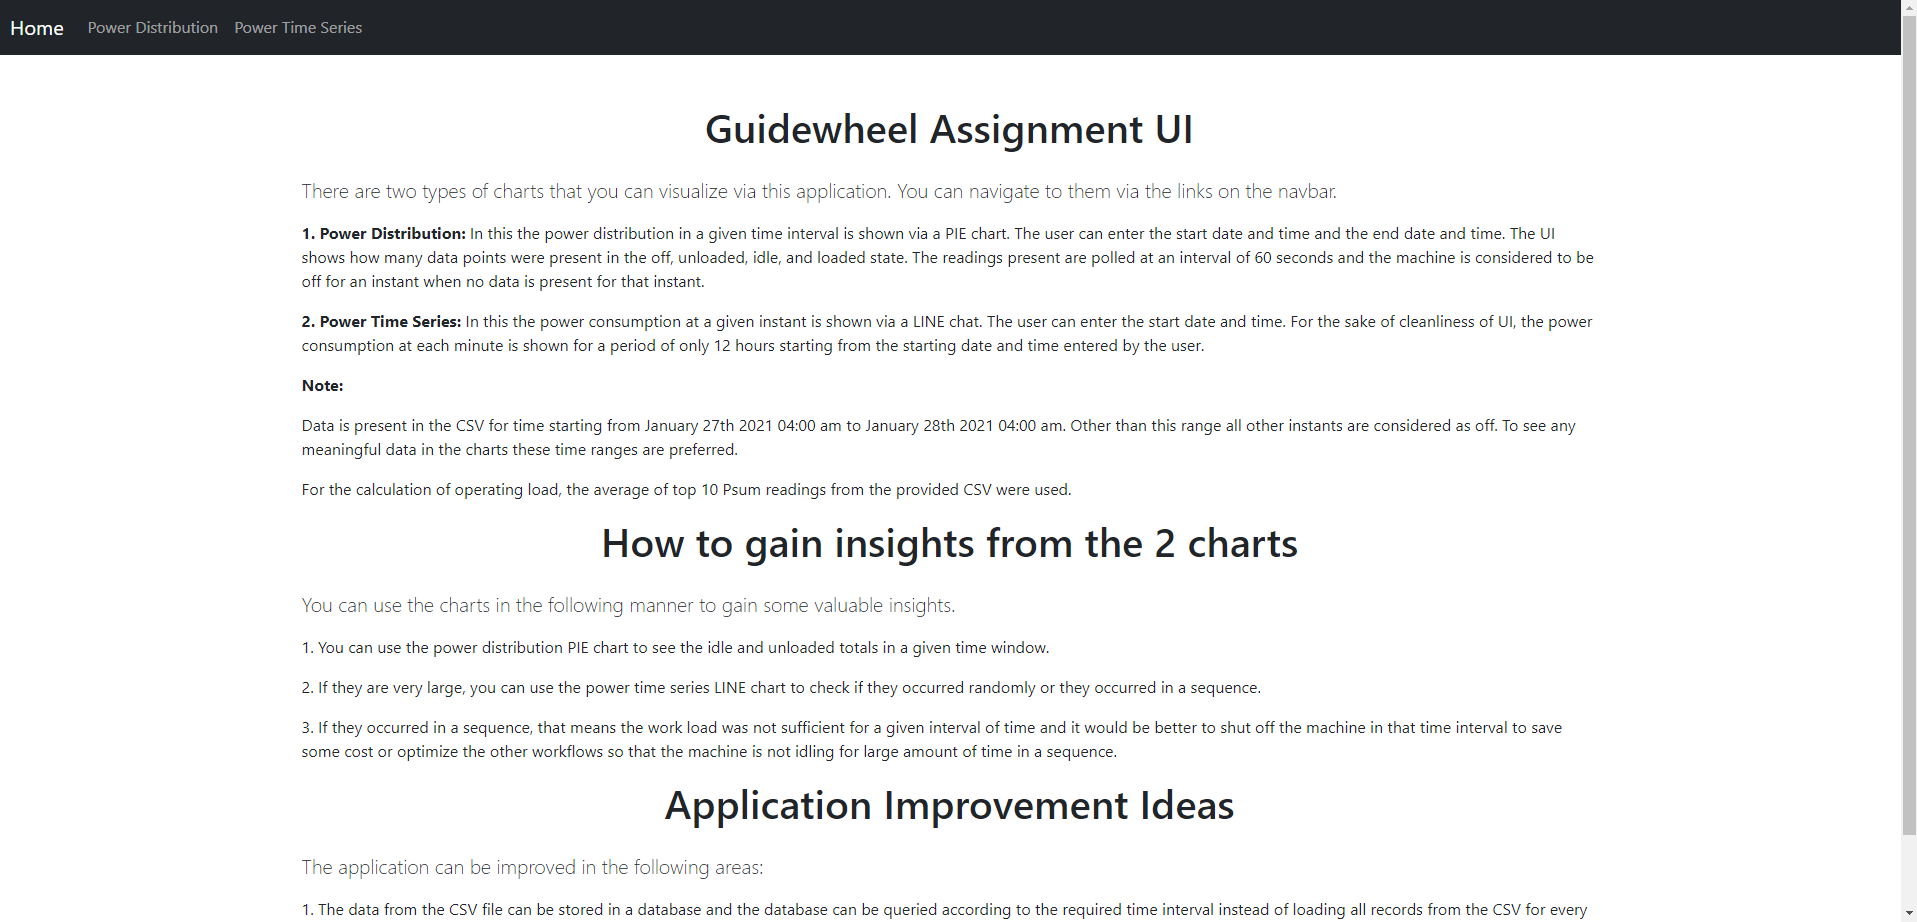 Home Power Distribution Power Time Series
Guidewheel Assignment UI
There are two types of charts that you can visualize via this application. You can navigate to them via the links on the navbar.
1. Power Distribution: In this the power distribution in a given time interval is shown via a PIE chart. The user can enter the start date and time and the end date and time. The UI
shows how many data points were present in the off, unloaded, idle, and loaded state. The readings present are polled at an interval of 60 seconds and the machine is considered to be
off for an instant when no data is present for that instant.
2. Power Time Series: In this the power consumption at a given instant is shown via a LINE chat. The user can enter the start date and time. For the sake of cleanliness of UI, the power
consumption at each minute is shown for a period of only 12 hours starting from the starting date and time entered by the user.
Note:
Data is present in the CSV for time starting from January 27th 2021 04:00 am to January 28th 2021 04:00 am. Other than this range all other instants are considered as off. To see any
meaningful data in the charts these time ranges are preferred.
For the calculation of operating load, the average of top 10 Psum readings from the provided CSV were used.
How to gain insights from the 2 charts
You can use the charts in the following manner to gain some valuable insights.
1. You can use the power distribution PIE chart to see the idle and unloaded totals in a given time window.
2. If they are very large, you can use the power time series LINE chart to check if they occurred randomly or they occurred in a sequence.
3. If they occurred in a sequence, that means the work load was not sufficient for a given interval of time and it would be better to shut off the machine in that time interval to save
some cost or optimize the other workflows so that the machine is not idling for large amount of time in a sequence.
Application Improvement Ideas
The application can be improved in the following areas:
1. The data from the CSV file can be stored in a database and the database can be queried according to the required time interval instead of loading all records from the CSV for every